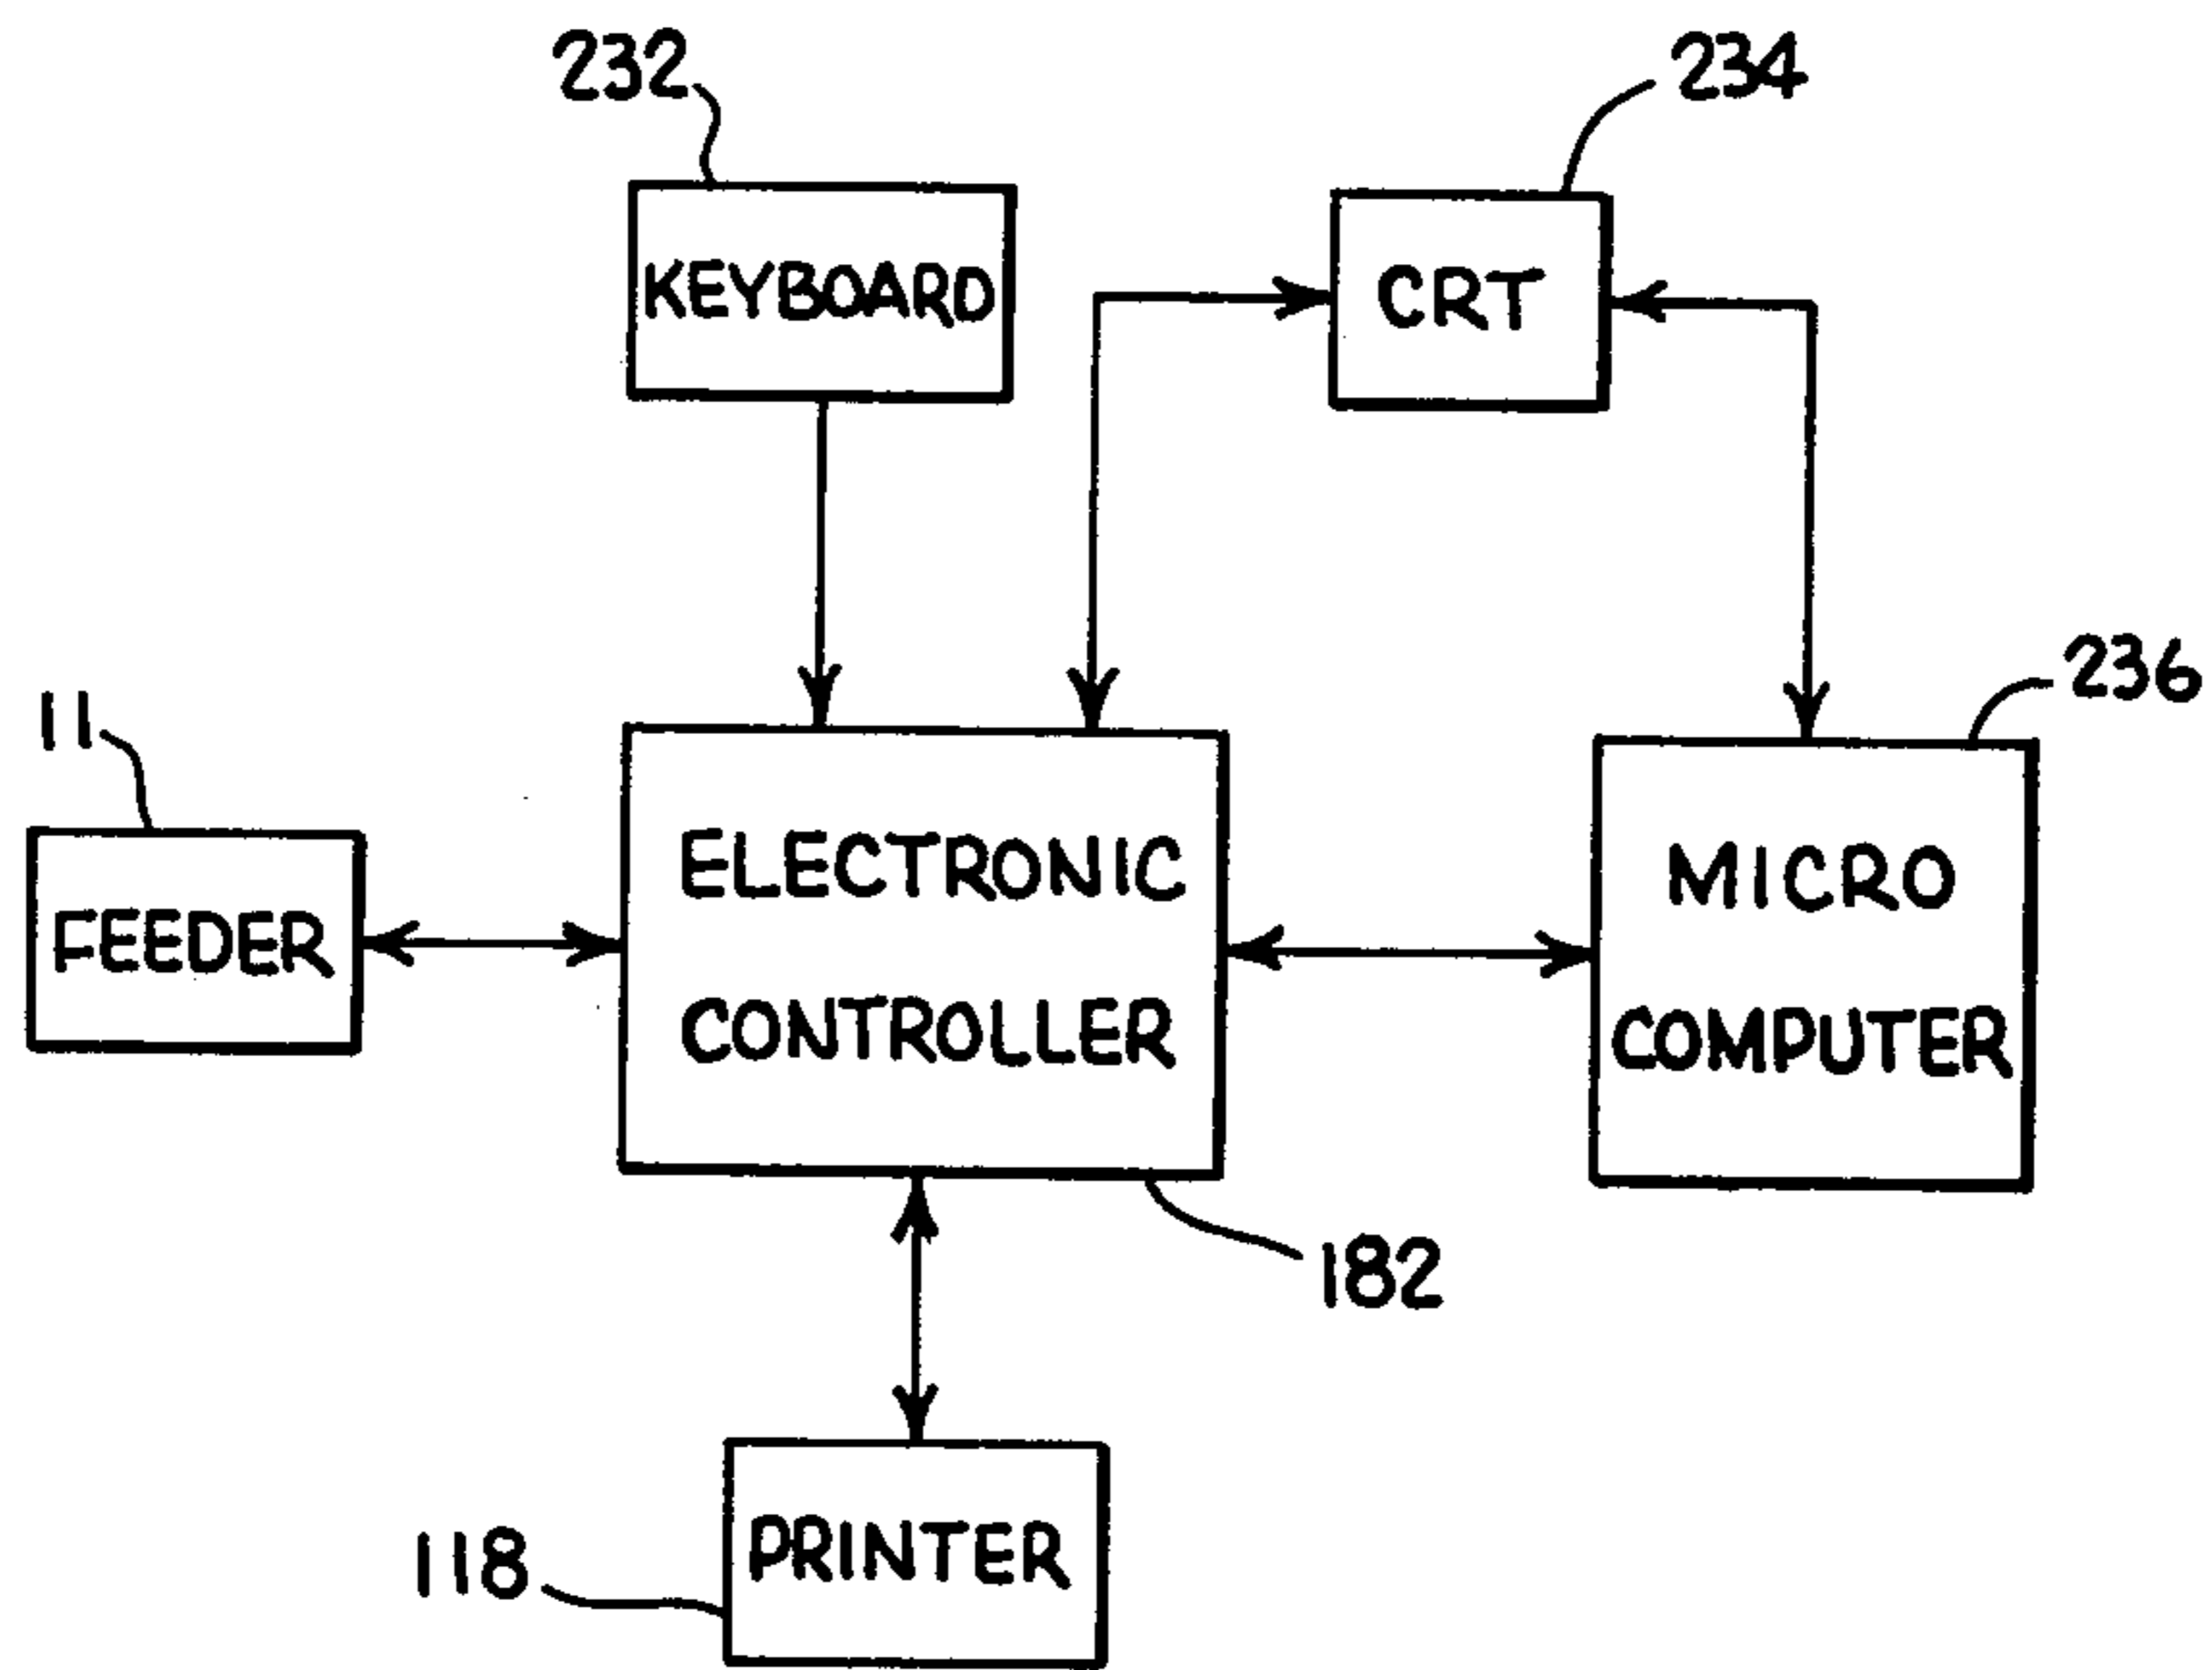 232
234
KEYBOARD
CRT
236
11
ELECTRONIC
CONTROLLER
MICRO
COMPUTER
FEEDER
182
PRINTER
118